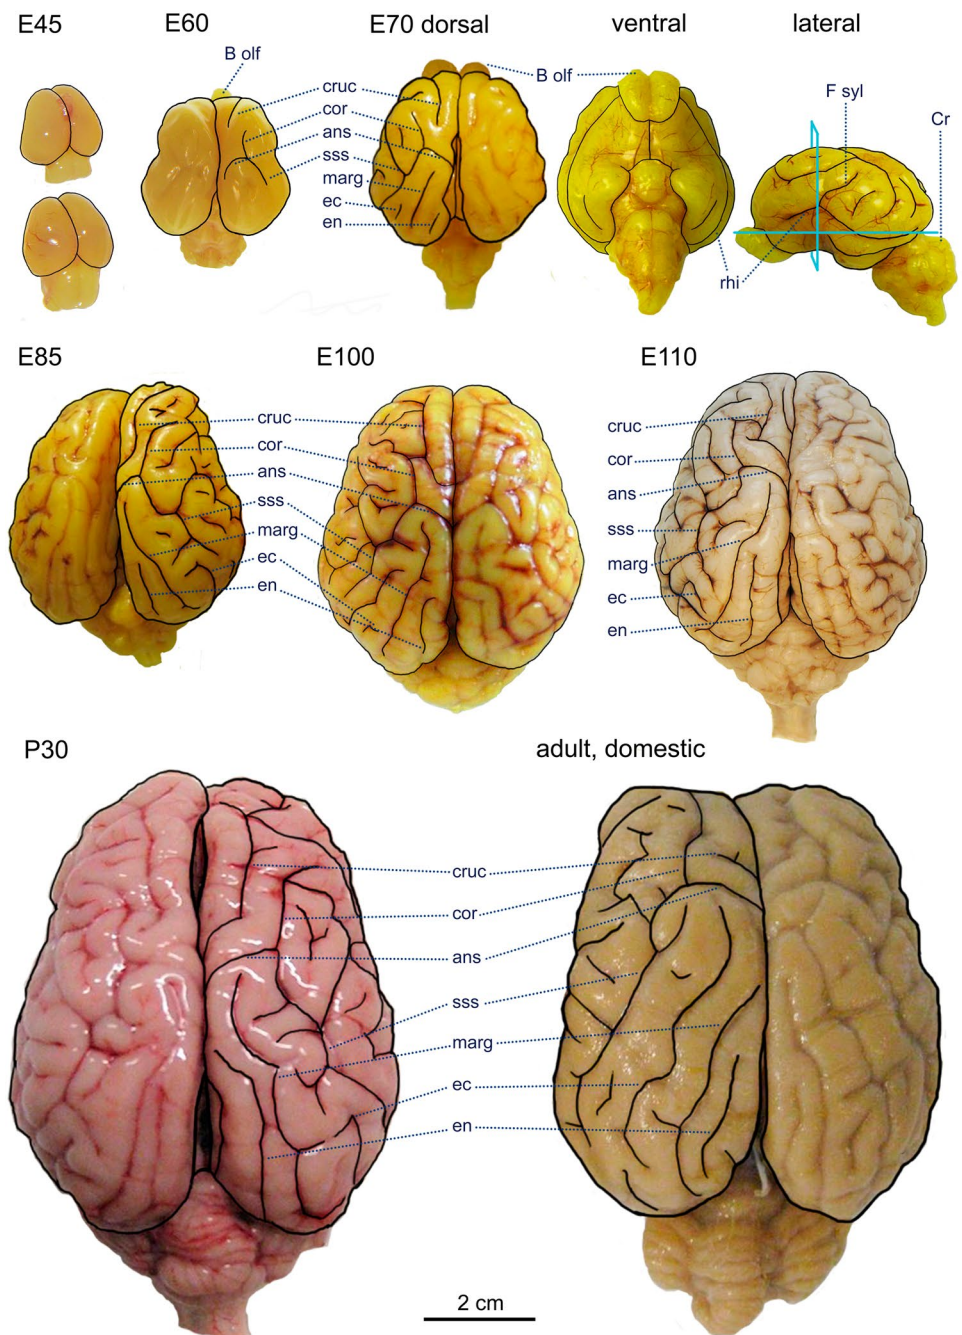 E45
E60
E70 dorsal
ventral
lateral
B olf
B olf
F syl
Cr
cruc
cor
ans
sss
marg
ec
en
rhi
E85
E100
E110
cruc
cor
ans
sss
marg
ec
en
cruc
cor
ans
sss
marg
ec
en
P30
adult, domestic
cruc
cor
ans
sss
marg
ec
en
2 cm